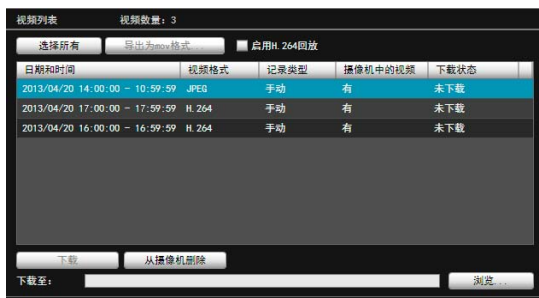 视频列表 视频数量：3
选择所有 导出为mov格式... 启用H.264回放
日期和时间 视频格式 记录类型 摄像机中的视频 下载状态
2013/04/20 14:00:00 - 10:59:59 JPEG 手动 有 未下载
2013/04/20 17:00:00 - 17:59:59 H.264 手动 有 未下载
2013/04/20 16:00:00 - 16:59:59 H.264 手动 有 未下载
下载 从摄像机删除
下载至： 浏览...